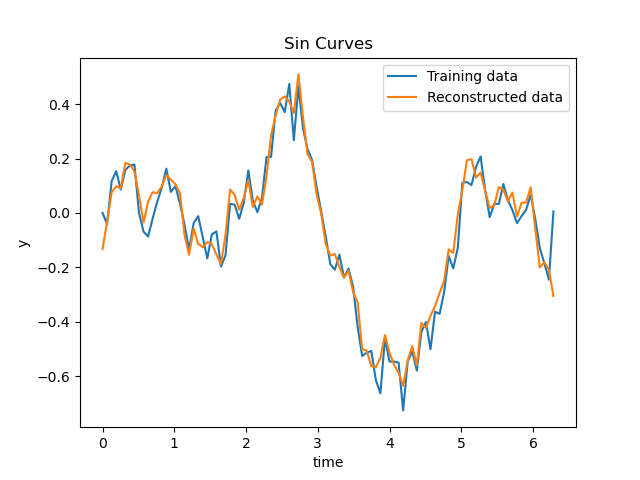 Sin Curves
Training data
Reconstructed data
y
0.4
0.2
0.0
−0.2
−0.4
−0.6
0 1 2 3 4 5 6
time